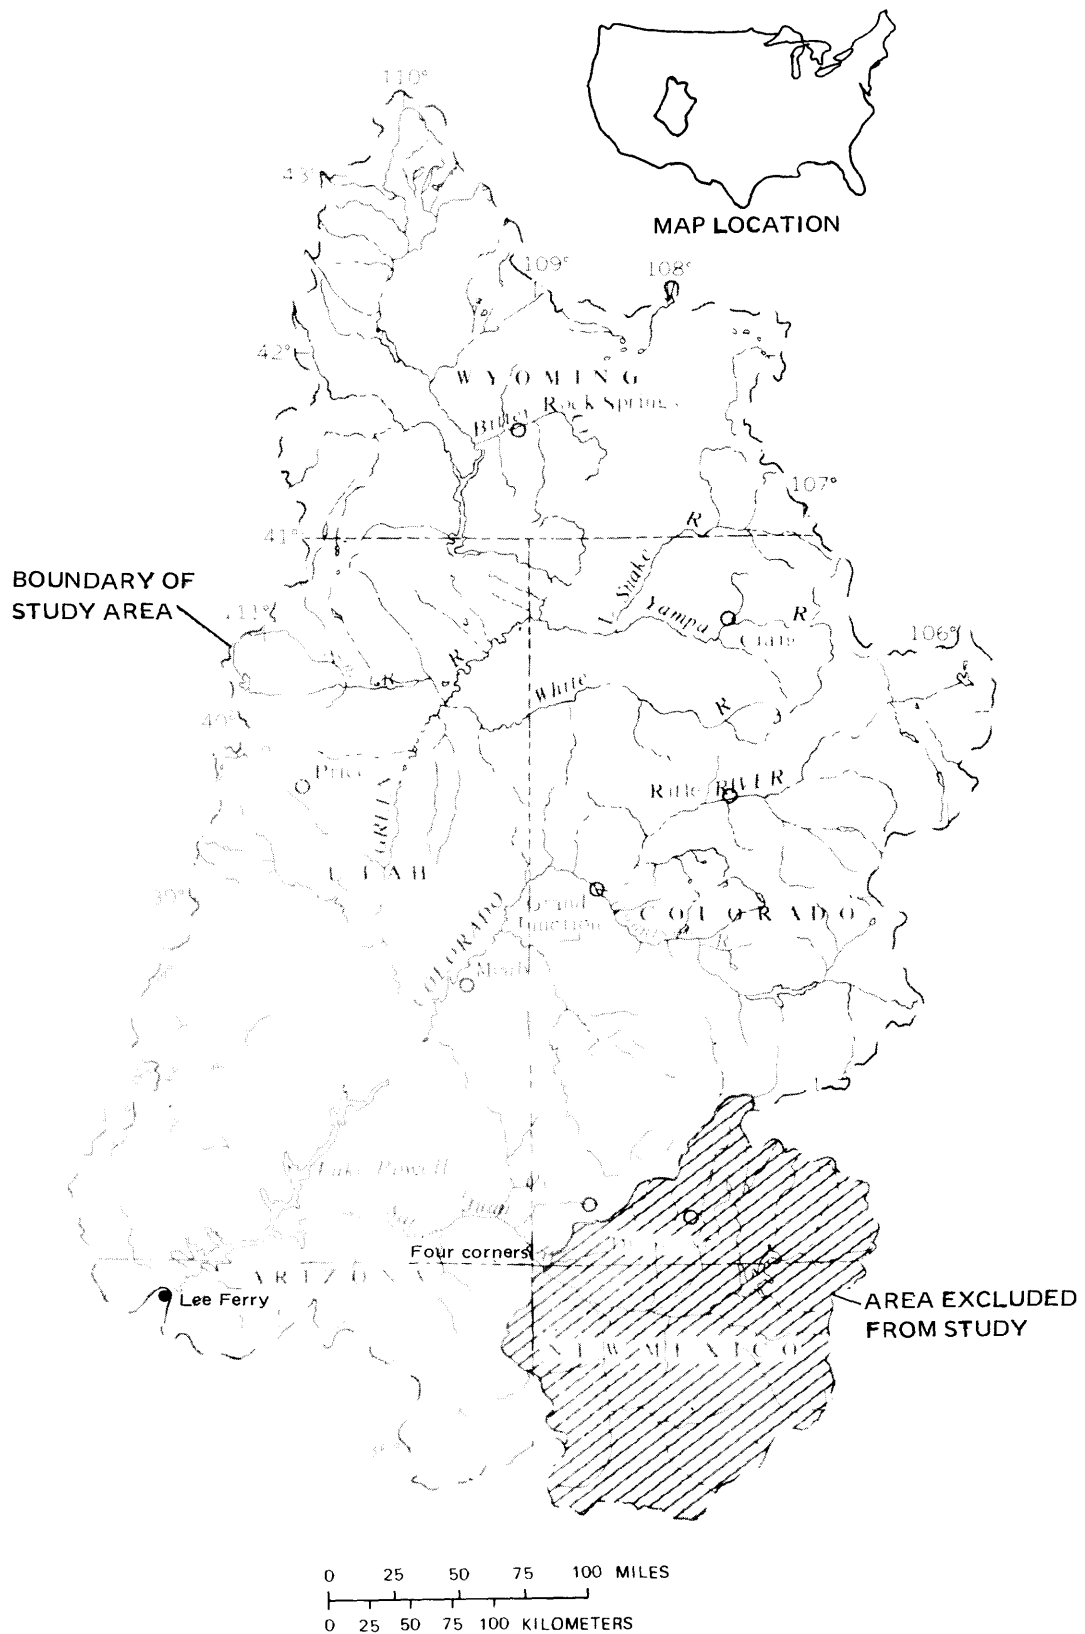 110°
43°
MAP LOCATION
109°
108°
42°
WYOMING
Rock Springs
107°
41°
R
BOUNDARY OF
STUDY AREA
Snake
111°
Yampa
R
Craig
106°
R
White
R
40°
Price
Rifle
RIVER
GREEN
UTAH
39°
Grand
Junction
COLORADO
COLORADO
R
Moab
Lake Powell
San Juan
Four corners
ARIZONA
Lee Ferry
AREA EXCLUDED
FROM STUDY
NEW MEXICO
0 25 50 75 100 MILES
0 25 50 75 100 KILOMETERS